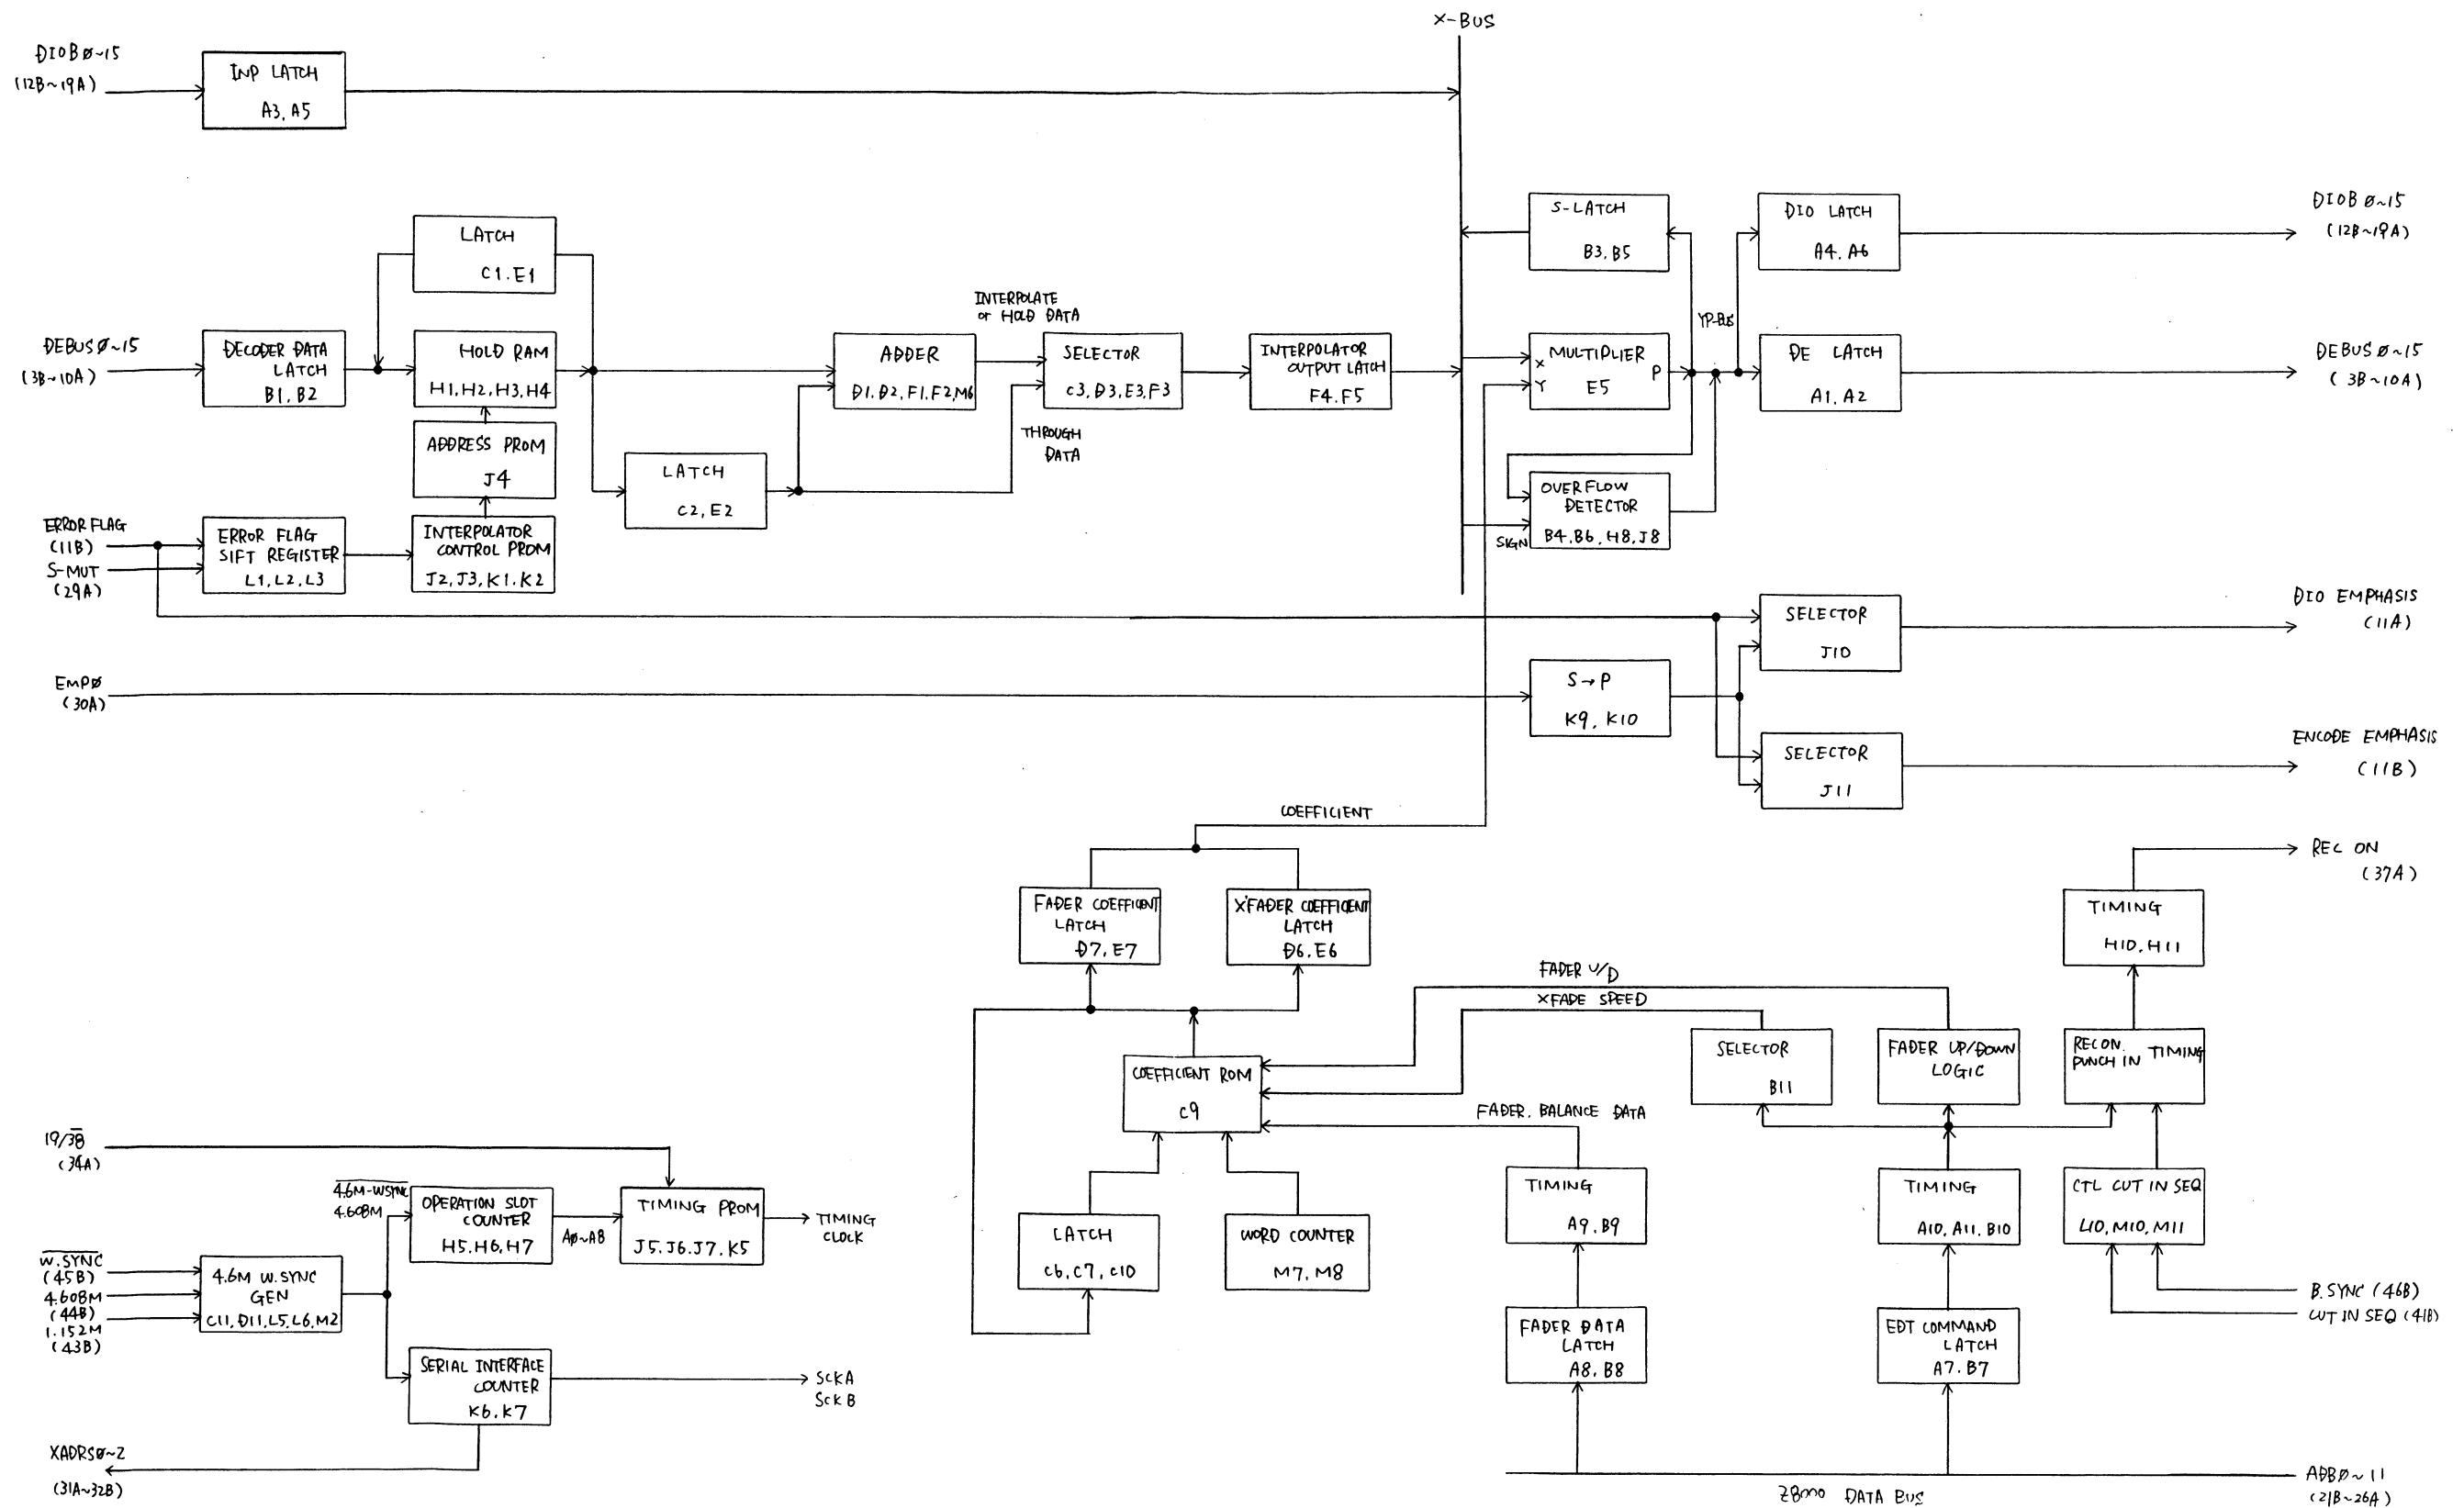 X-BUS
DIOBø~15
(12B~19A)
INP LATCH
A3, A5
LATCH
C1. E1
S-LATCH
B3. B5
DIO LATCH
A4. A6
DIOB ø~15
(12B~19A)
DEBUSø~15
(3B~10A)
DECODER DATA
LATCH
B1. B2
HOLD RAM
H1, H2, H3, H4
ADDRESS PROM
J4
ADDER
D1. D2, F1. F2, M6
INTERPOLATE
or HOLD DATA
SELECTOR
C3, D3, E3, F3
THROUGH
DATA
INTERPOLATOR
OUTPUT LATCH
F4. F5
MULTIPLIER
X
Y
P
E5
YP-BUS
DE LATCH
A1, A2
DEBUS ø~15
(3B~10A)
LATCH
C2, E2
OVERFLOW
DETECTOR
B4. B6, H8, J8
SIGN
ERROR FLAG
(11B)
S-MUT
(29A)
ERROR FLAG
SIFT REGISTER
L1, L2, L3
INTERPOLATOR
CONTROL PROM
J2, J3, K1. K2
SELECTOR
J10
DIO EMPHASIS
(11A)
EMPø
(30A)
S→P
K9, K10
SELECTOR
J11
ENCODE EMPHASIS
(11B)
COEFFICIENT
FADER COEFFICIENT
LATCH
D7, E7
X'FADER COEFFICIENT
LATCH
D6. E6
REC ON
(37A)
TIMING
H10, H11
FADER U/D
XFADE SPEED
COEFFICIENT ROM
C9
FADER. BALANCE DATA
SELECTOR
B11
FADER UP/DOWN
LOGIC
REC ON.
PUNCH IN TIMING
LATCH
C6, C7, C10
WORD COUNTER
M7, M8
TIMING
A9, B9
TIMING
A10, A11. B10
CTL CUT IN SEQ
L10, M10, M11
B. SYNC (46B)
CUT IN SEQ (41B)
FADER DATA
LATCH
A8, B8
EDT COMMAND
LATCH
A7. B7
Z8000 DATA BUS
ADBø~11
(21B~26A)
19/38
(34A)
4.6M-WSYNC
4.608M
OPERATION SLOT
COUNTER
H5. H6, H7
Aø~A8
TIMING PROM
J5. J6. J7. K5
TIMING
CLOCK
W. SYNC
(45B)
4.608M
(44B)
1.152M
(43B)
4.6M W. SYNC
GEN
C11, D11, L5, L6, M2
SERIAL INTERFACE
COUNTER
K6. K7
SCKA
SCKB
XADRSø~2
(31A~32B)